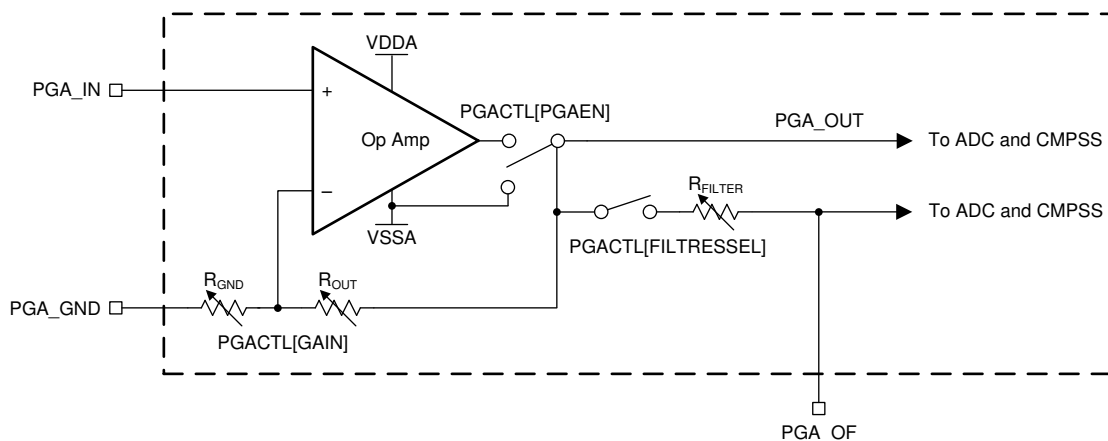 VDDA
PGA_IN
+
PGACTL[PGAEN]
PGA_OUT
Op Amp
To ADC and CMPSS
−
RFILTER
To ADC and CMPSS
VSSA
PGACTL[FILTRESSEL]
RGND
ROUT
PGA_GND
PGACTL[GAIN]
PGA_OF